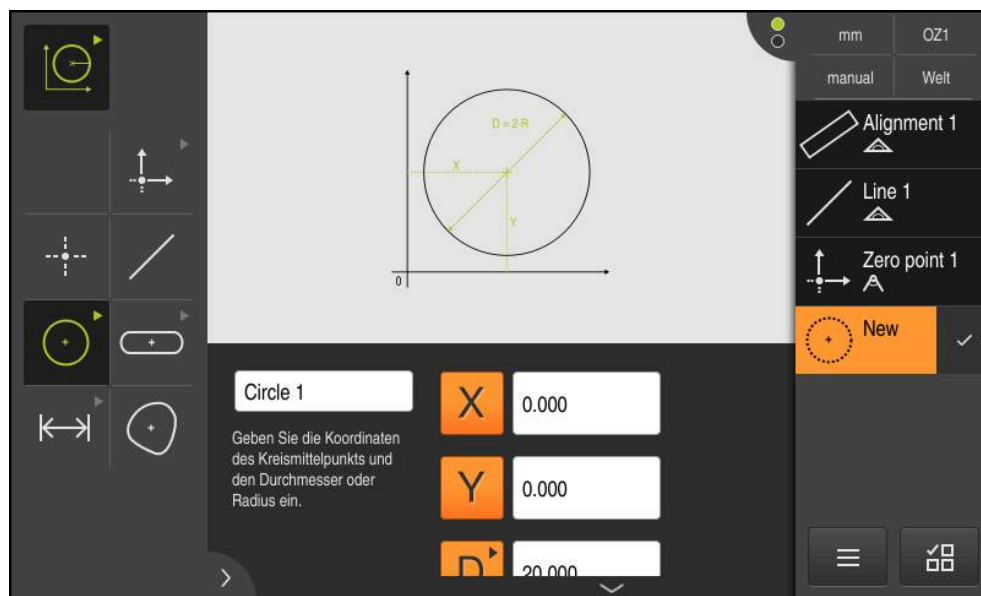 mm
OZ1
manual
Welt
D = 2·R
X
Y
0
Alignment 1
Line 1
Zero point 1
New
Circle 1
Geben Sie die Koordinaten
des Kreismittelpunkts und
den Durchmesser oder
Radius ein.
X
0.000
Y
0.000
D
20.000